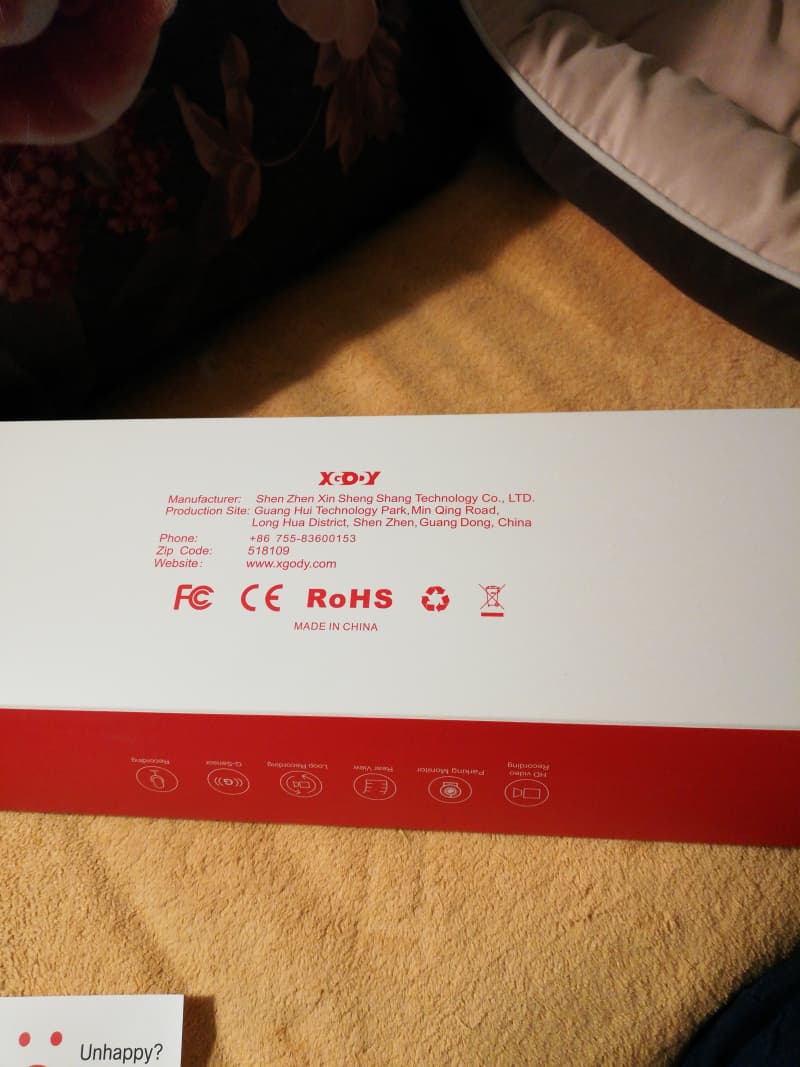 XGODY
Manufacturer: Shen Zhen Xin Sheng Shang Technology Co., LTD.
Production Site: Guang Hui Technology Park, Min Qing Road,
Long Hua District, Shen Zhen, Guang Dong, China
Phone: +86 755-83600153
Zip Code: 518109
Website: www.xgody.com
FC CE RoHS
MADE IN CHINA
HD video
Recording
Parking Monitor
Rear View
Loop Recording
G-Sensor
Recording
Unhappy?